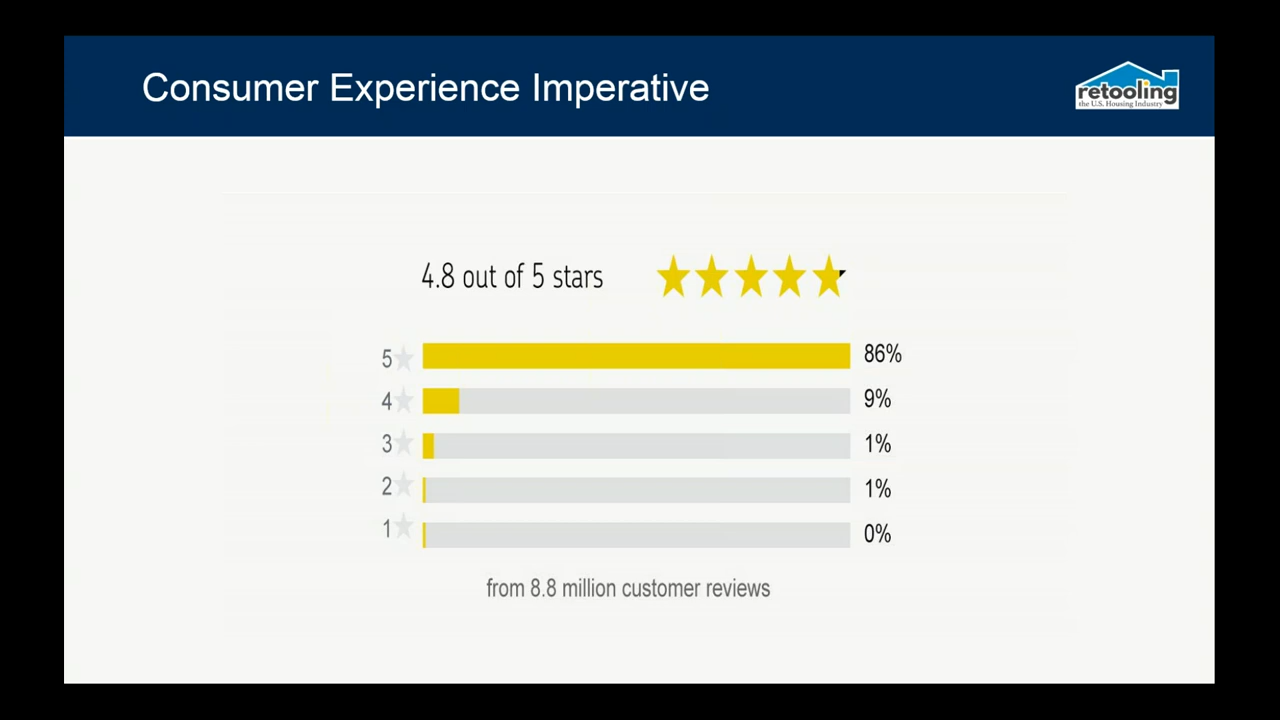 Consumer Experience Imperative
retooling
the U.S. Housing Industry
4.8 out of 5 stars
5 86%
4 9%
3 1%
2 1%
1 0%
from 8.8 million customer reviews